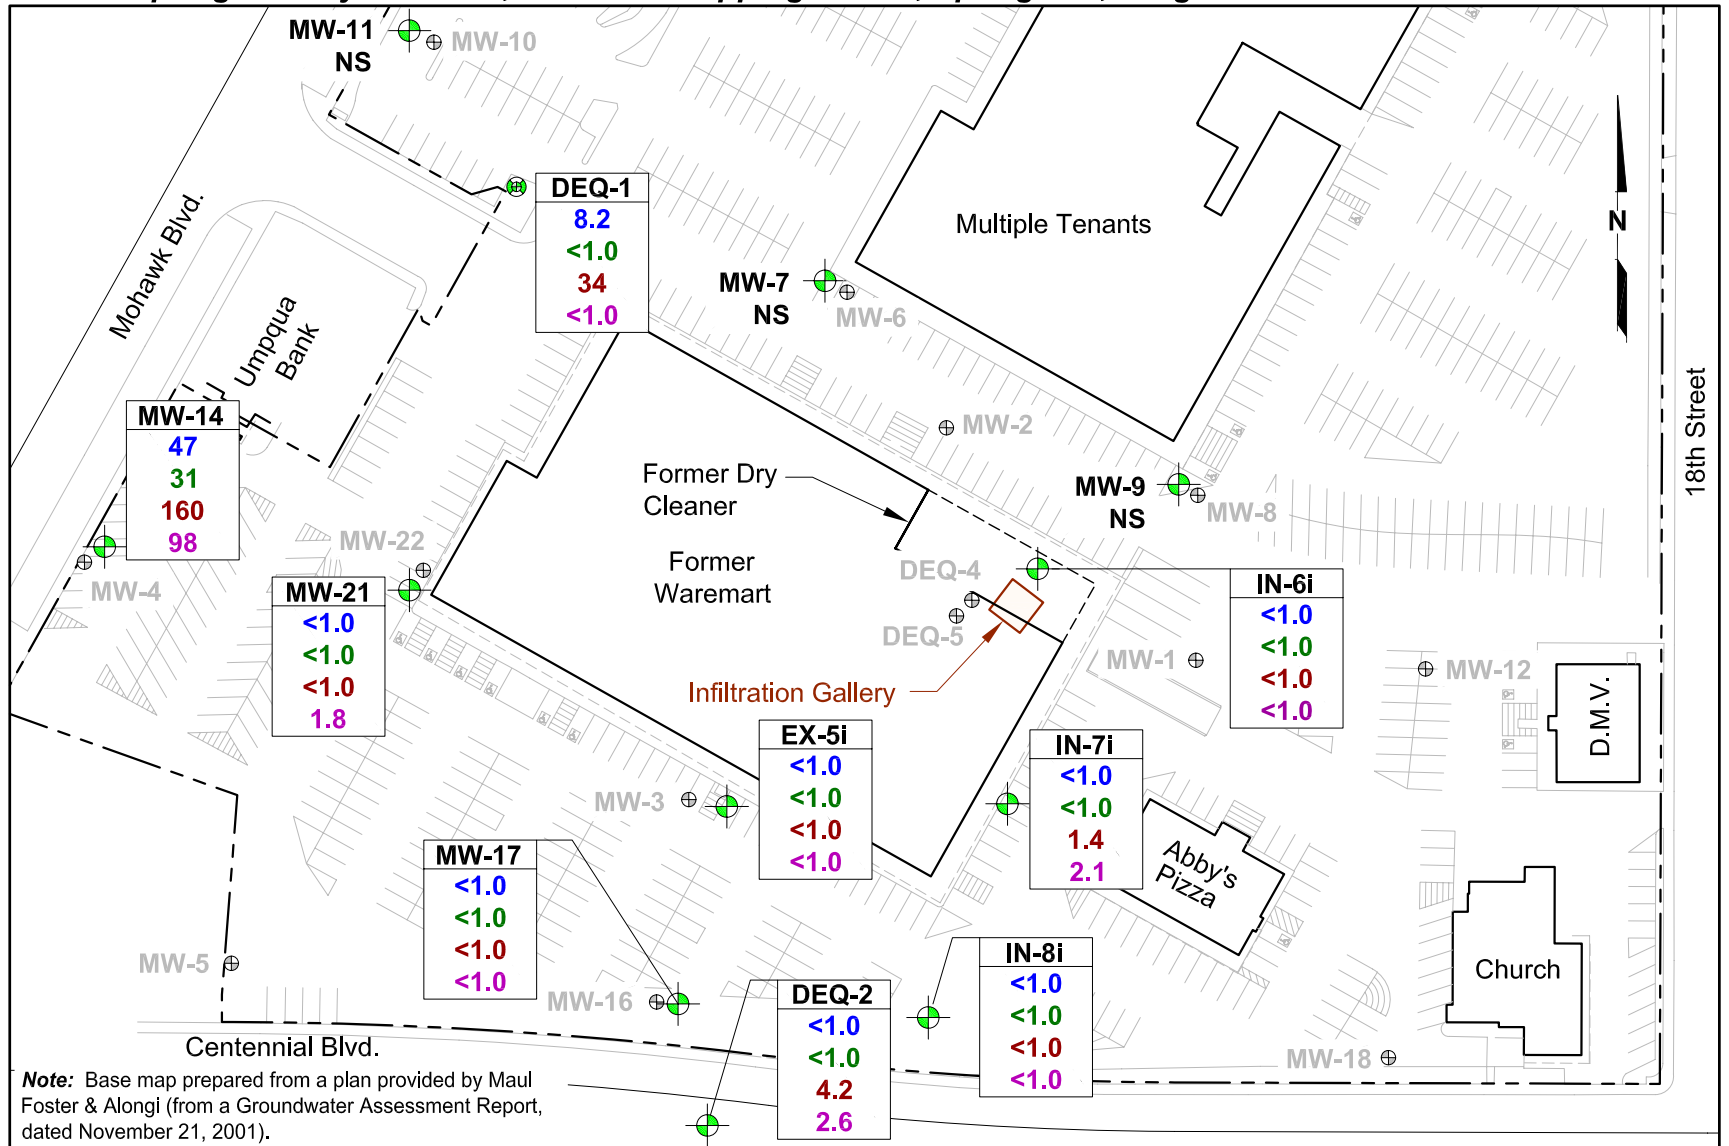 MW-11
NS
MW-10
DEQ-1
8.2
<1.0
34
<1.0
Mohawk Blvd.
Umpqua
Bank
Multiple Tenants
N
MW-7
NS
MW-6
18th Street
MW-14
47
31
160
98
MW-4
MW-22
MW-21
<1.0
<1.0
<1.0
1.8
Former Dry
Cleaner
Former
Waremart
MW-2
MW-9
NS
MW-8
DEQ-4
DEQ-5
Infiltration Gallery
IN-6i
<1.0
<1.0
<1.0
<1.0
MW-1
MW-12
D.M.V.
EX-5i
<1.0
<1.0
<1.0
<1.0
IN-7i
<1.0
<1.0
1.4
2.1
MW-3
Abby's
Pizza
MW-17
<1.0
<1.0
<1.0
<1.0
MW-5
MW-16
DEQ-2
<1.0
<1.0
4.2
2.6
IN-8i
<1.0
<1.0
<1.0
<1.0
Church
MW-18
Centennial Blvd.
Note: Base map prepared from a plan provided by Maul
Foster & Alongi (from a Groundwater Assessment Report,
dated November 21, 2001).